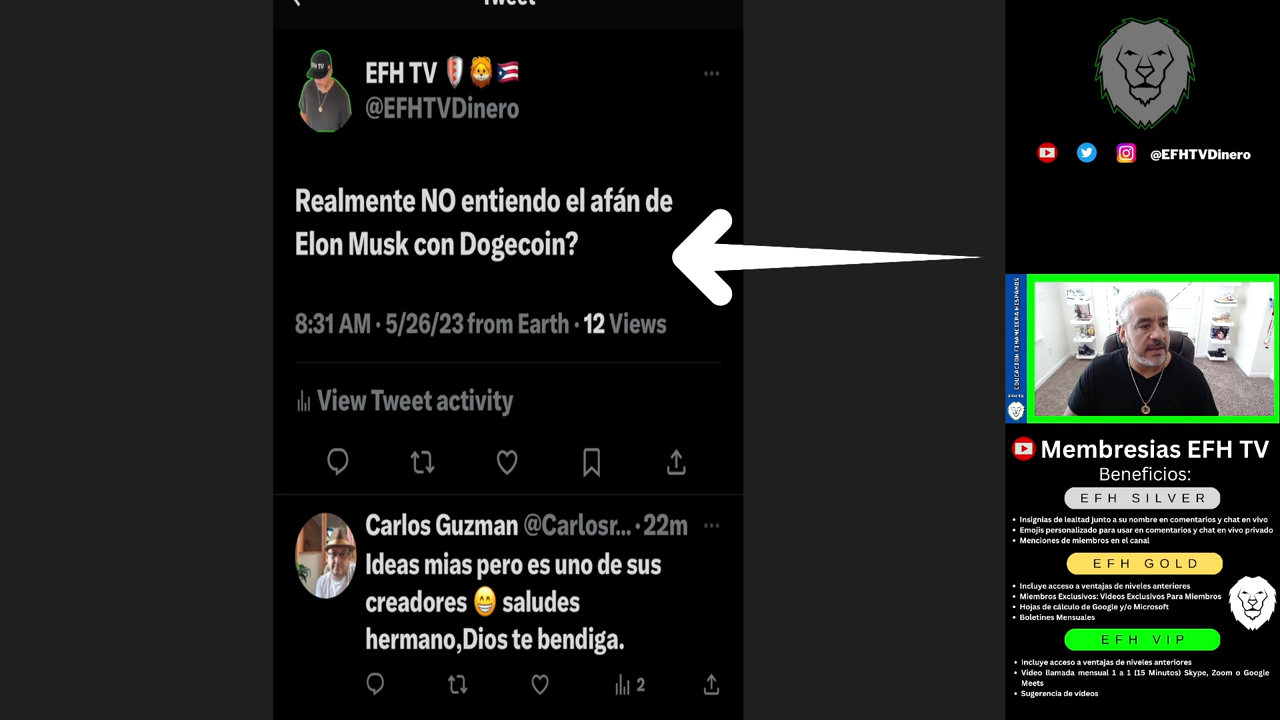 Tweet
EFH TV 🇵🇷
@EFHTVDinero
Realmente NO entiendo el afán de
Elon Musk con Dogecoin?
8:31 AM · 5/26/23 from Earth · 12 Views
View Tweet activity
Carlos Guzman @Carlosr... · 22m
Ideas mias pero es uno de sus
creadores 😁 saludes
hermano,Dios te bendiga.
2
@EFHTVDinero
EDUCACION FINANCIERA HISPANOS
EFH TV
Membresias EFH TV
Beneficios:
EFH SILVER
• Insignias de lealtad junto a su nombre en comentarios y chat en vivo
• Emojis personalizado para usar en comentarios y chat en vivo privado
• Menciones de miembros en el canal
EFH GOLD
• Incluye acceso a ventajas de niveles anteriores
• Miembros Exclusivos: Videos Exclusivos Para Miembros
• Hojas de cálculo de Google y/o Microsoft
• Boletines Mensuales
EFH VIP
• Incluye acceso a ventajas de niveles anteriores
• Video llamada mensual 1 a 1 (15 Minutos) Skype, Zoom o Google
Meets
• Sugerencia de vídeos